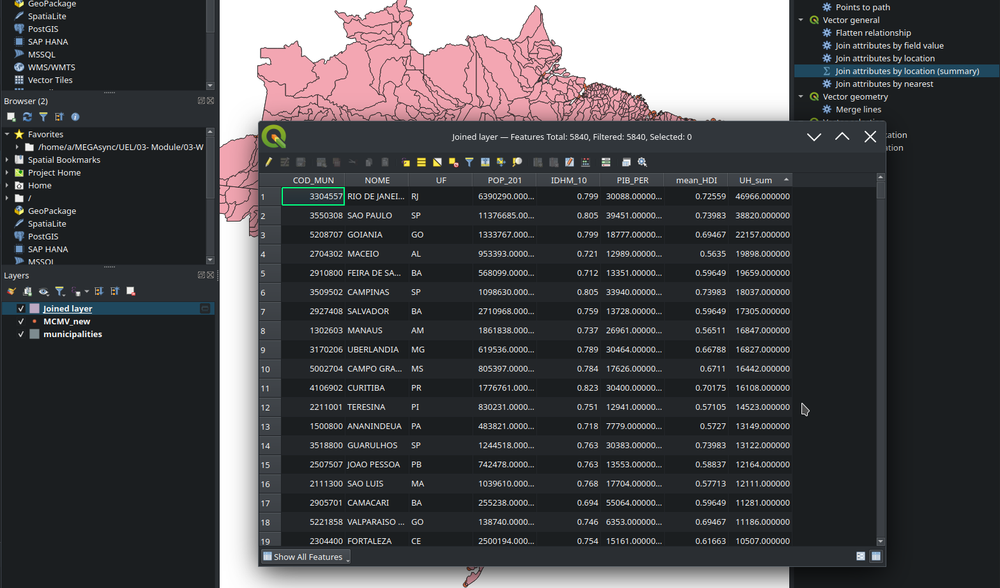 GeoPackage
SpatiaLite
PostGIS
SAP HANA
MSSQL
WMS/WMTS
Vector Tiles
Browser (2)
Favorites
/home/a/MEGAsync/UEL/03- Module/03-W
Spatial Bookmarks
Project Home
Home
/
GeoPackage
SpatiaLite
PostGIS
SAP HANA
MSSQL
Layers
Joined layer
MCMV_new
municipalities
Points to path
Vector general
Flatten relationship
Join attributes by field value
Join attributes by location
Join attributes by location (summary)
Join attributes by nearest
Vector geometry
Merge lines
Joined layer — Features Total: 5840, Filtered: 5840, Selected: 0
COD_MUN NOME UF POP_201 IDHM_10 PIB_PER mean_HDI UH_sum
1 3304557 RIO DE JANEI... RJ 6390290.000... 0.799 30088.00000... 0.72559 46966.000000
2 3550308 SAO PAULO SP 11376685.00... 0.805 39451.00000... 0.73983 38820.000000
3 5208707 GOIANIA GO 1333767.000... 0.799 18777.00000... 0.69467 22157.000000
4 2704302 MACEIO AL 953393.0000... 0.721 12989.00000... 0.5635 19898.000000
5 2910800 FEIRA DE SA... BA 568099.0000... 0.712 13351.00000... 0.59649 19659.000000
6 3509502 CAMPINAS SP 1098630.000... 0.805 33940.00000... 0.73983 18037.000000
7 2927408 SALVADOR BA 2710968.000... 0.759 13728.00000... 0.59649 17305.000000
8 1302603 MANAUS AM 1861838.000... 0.737 26961.00000... 0.56511 16847.000000
9 3170206 UBERLANDIA MG 619536.0000... 0.789 30464.00000... 0.66788 16827.000000
10 5002704 CAMPO GRA... MS 805397.0000... 0.784 17626.00000... 0.6711 16442.000000
11 4106902 CURITIBA PR 1776761.000... 0.823 30400.00000... 0.70175 16108.000000
12 2211001 TERESINA PI 830231.0000... 0.751 12941.00000... 0.57105 14523.000000
13 1500800 ANANINDEUA PA 483821.0000... 0.718 7779.000000... 0.5727 13149.000000
14 3518800 GUARULHOS SP 1244518.000... 0.763 30383.00000... 0.73983 13122.000000
15 2507507 JOAO PESSOA PB 742478.0000... 0.763 13553.00000... 0.58837 12164.000000
16 2111300 SAO LUIS MA 1039610.000... 0.768 17704.00000... 0.57713 12111.000000
17 2905701 CAMACARI BA 255238.0000... 0.694 55064.00000... 0.59649 11281.000000
18 5221858 VALPARAISO ... GO 138740.0000... 0.746 6353.000000... 0.69467 11186.000000
19 2304400 FORTALEZA CE 2500194.000... 0.754 15161.00000... 0.61663 10507.000000
Show All Features